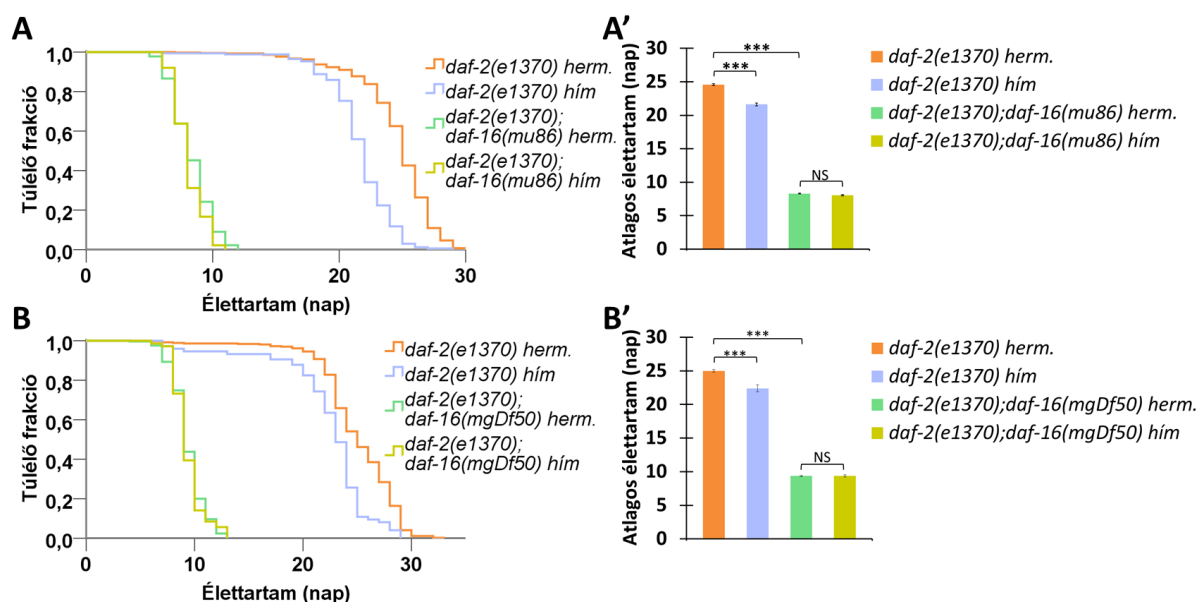 A
Túlélő frakció
1,0
0,8
0,6
0,4
0,2
0,0
0
10
20
30
Élettartam (nap)
daf-2(e1370) herm.
daf-2(e1370) hím
daf-2(e1370);
daf-16(mu86) herm.
daf-2(e1370);
daf-16(mu86) hím
A'
Átlagos élettartam (nap)
30
25
20
15
10
5
0
***
***
NS
daf-2(e1370) herm.
daf-2(e1370) hím
daf-2(e1370);daf-16(mu86) herm.
daf-2(e1370);daf-16(mu86) hím
B
Túlélő frakció
1,0
0,8
0,6
0,4
0,2
0,0
0
10
20
30
Élettartam (nap)
daf-2(e1370) herm.
daf-2(e1370) hím
daf-2(e1370);
daf-16(mgDf50) herm.
daf-2(e1370);
daf-16(mgDf50) hím
B'
Átlagos élettartam (nap)
30
25
20
15
10
5
0
***
***
NS
daf-2(e1370) herm.
daf-2(e1370) hím
daf-2(e1370);daf-16(mgDf50) herm.
daf-2(e1370);daf-16(mgDf50) hím